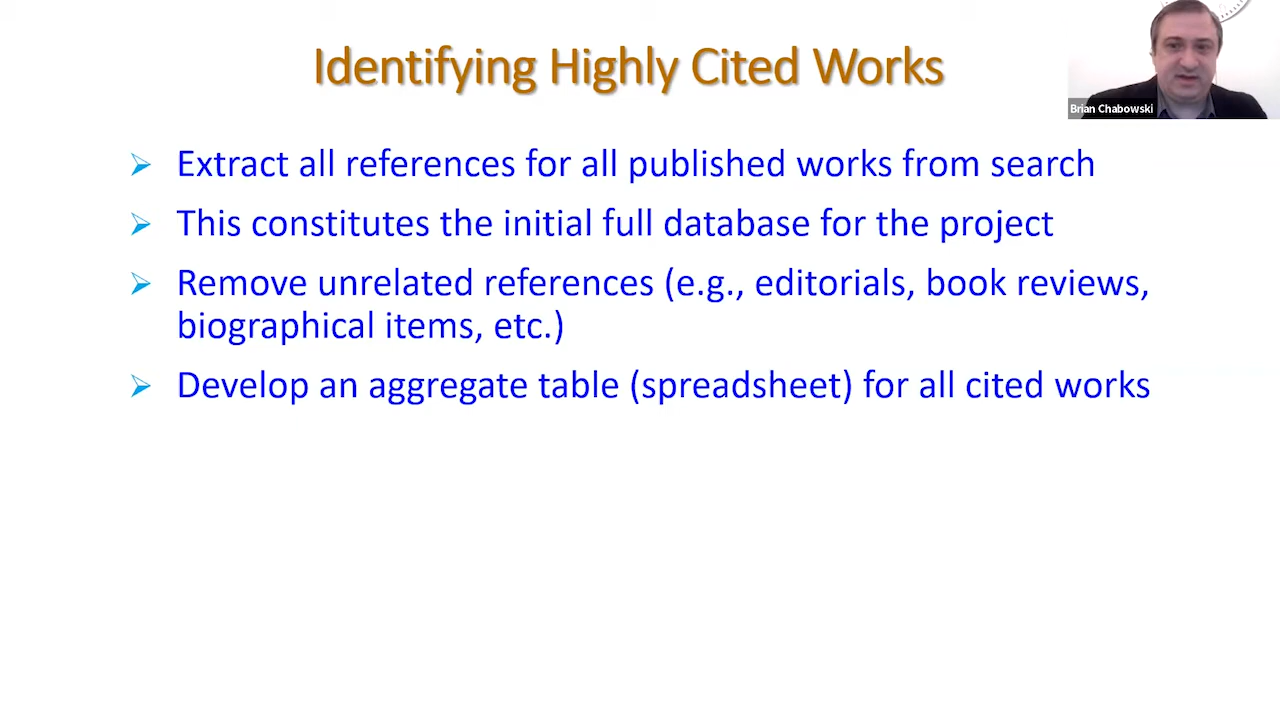 Identifying Highly Cited Works
Brian Chabowski
➢ Extract all references for all published works from search
➢ This constitutes the initial full database for the project
➢ Remove unrelated references (e.g., editorials, book reviews,
biographical items, etc.)
➢ Develop an aggregate table (spreadsheet) for all cited works